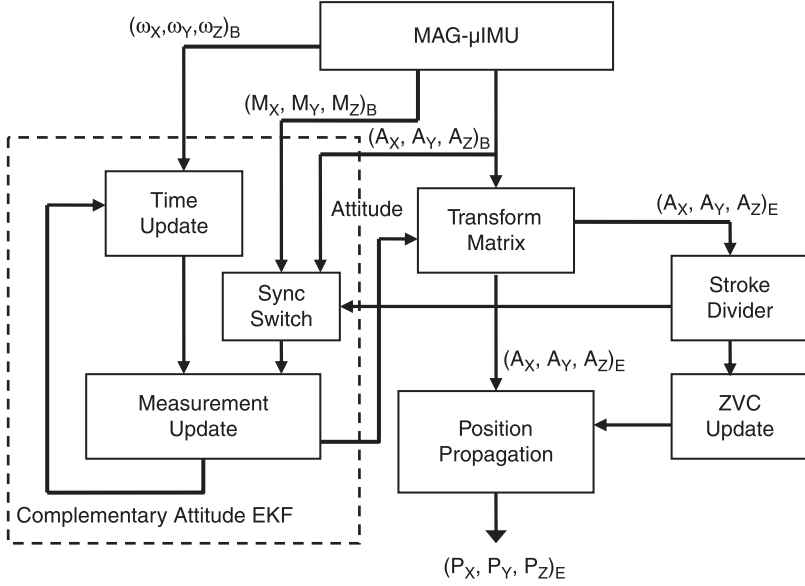 MAG-µIMU
(ωX,ωY,ωZ)B
(MX, MY, MZ)B
(AX, AY, AZ)B
Time
Update
Attitude
Transform
Matrix
(AX, AY, AZ)E
Sync
Switch
Stroke
Divider
(AX, AY, AZ)E
Measurement
Update
Position
Propagation
ZVC
Update
Complementary Attitude EKF
(PX, PY, PZ)E